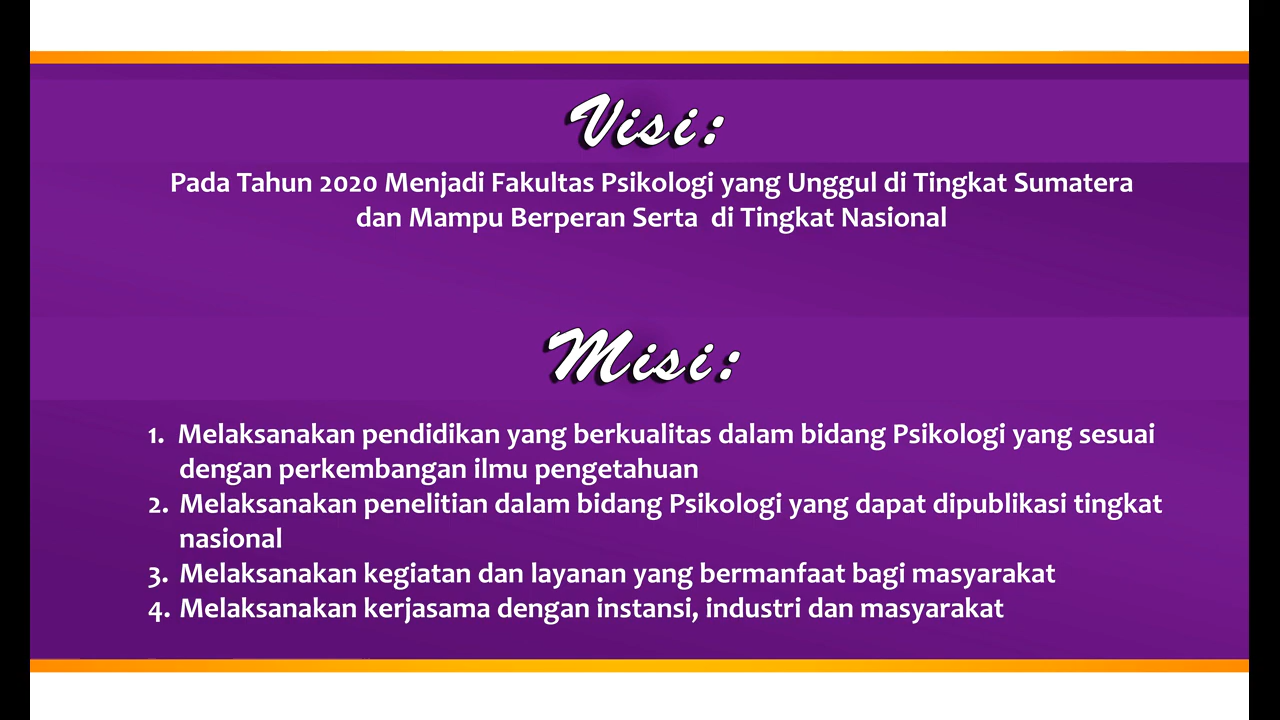 Visi:
Pada Tahun 2020 Menjadi Fakultas Psikologi yang Unggul di Tingkat Sumatera
dan Mampu Berperan Serta di Tingkat Nasional
Misi:
1. Melaksanakan pendidikan yang berkualitas dalam bidang Psikologi yang sesuai
dengan perkembangan ilmu pengetahuan
2. Melaksanakan penelitian dalam bidang Psikologi yang dapat dipublikasi tingkat
nasional
3. Melaksanakan kegiatan dan layanan yang bermanfaat bagi masyarakat
4. Melaksanakan kerjasama dengan instansi, industri dan masyarakat